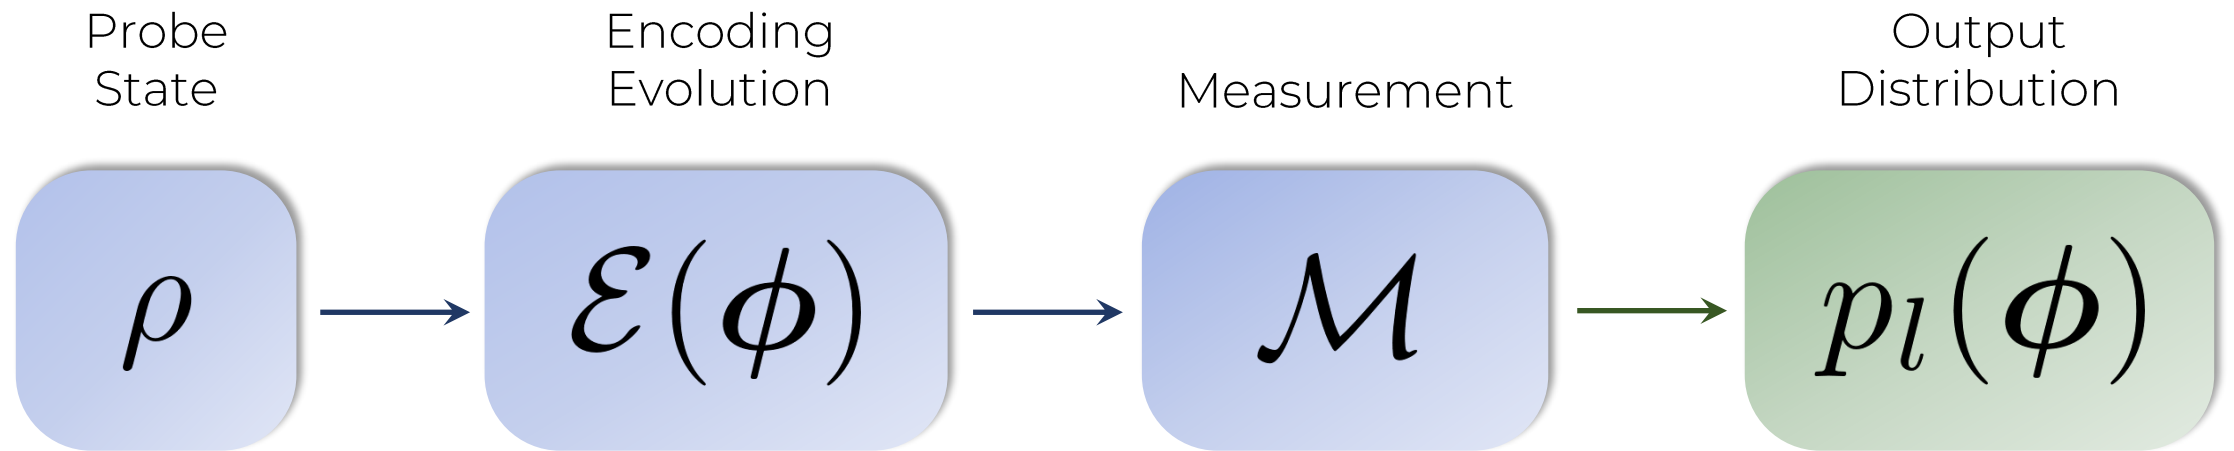 Probe
State
Encoding
Evolution
Measurement
Output
Distribution
ρ
ℰ(ϕ)
ℳ
pₗ(ϕ)